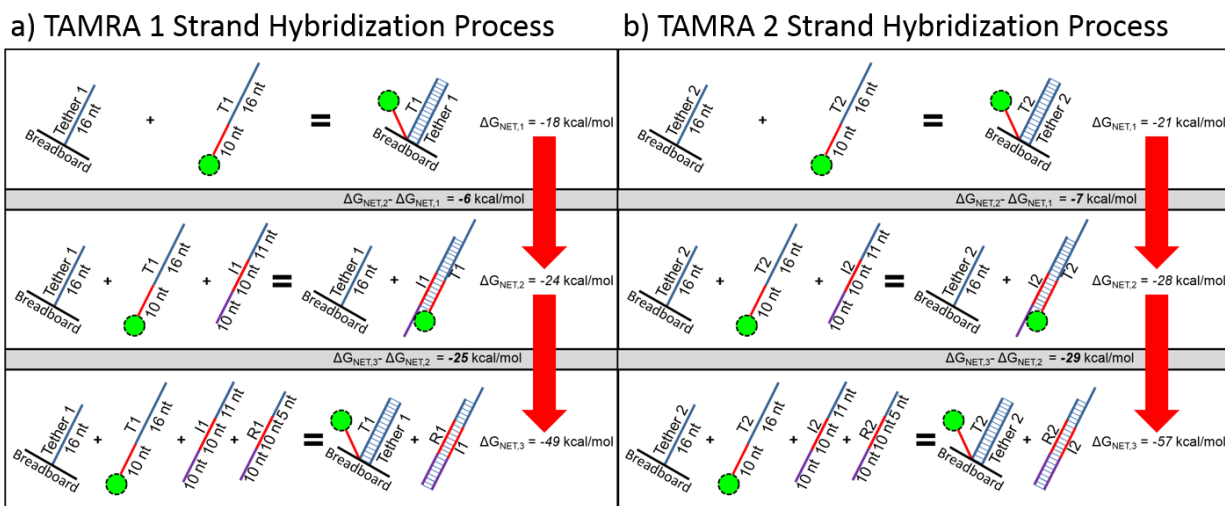 a) TAMRA 1 Strand Hybridization Process
b) TAMRA 2 Strand Hybridization Process
Breadboard
Tether 1
16 nt
+
T1
10 nt 16 nt
=
T1
Tether 1
Breadboard
ΔG_NET,1 = -18 kcal/mol
Breadboard
Tether 2
16 nt
+
T2
10 nt 16 nt
=
T2
Tether 2
Breadboard
ΔG_NET,1 = -21 kcal/mol
ΔG_NET,2- ΔG_NET,1 = -6 kcal/mol
ΔG_NET,2- ΔG_NET,1 = -7 kcal/mol
Breadboard
Tether 1
16 nt
+
T1
10 nt 16 nt
+
I1
10 nt 10 nt 11 nt
=
Breadboard
Tether 1
16 nt
+
I1
T1
ΔG_NET,2 = -24 kcal/mol
Breadboard
Tether 2
16 nt
+
T2
10 nt 16 nt
+
I2
10 nt 10 nt 11 nt
=
Breadboard
Tether 2
16 nt
+
I2
T2
ΔG_NET,2 = -28 kcal/mol
ΔG_NET,3- ΔG_NET,2 = -25 kcal/mol
ΔG_NET,3- ΔG_NET,2 = -29 kcal/mol
Breadboard
Tether 1
16 nt
+
T1
10 nt 16 nt
+
I1
10 nt 10 nt 11 nt
+
R1
10 nt 10 nt 5 nt
=
T1
Tether 1
Breadboard
+
R1
I1
ΔG_NET,3 = -49 kcal/mol
Breadboard
Tether 2
16 nt
+
T2
10 nt 16 nt
+
I2
10 nt 10 nt 11 nt
+
R2
10 nt 10 nt 5 nt
=
T2
Tether 2
Breadboard
+
R2
I2
ΔG_NET,3 = -57 kcal/mol